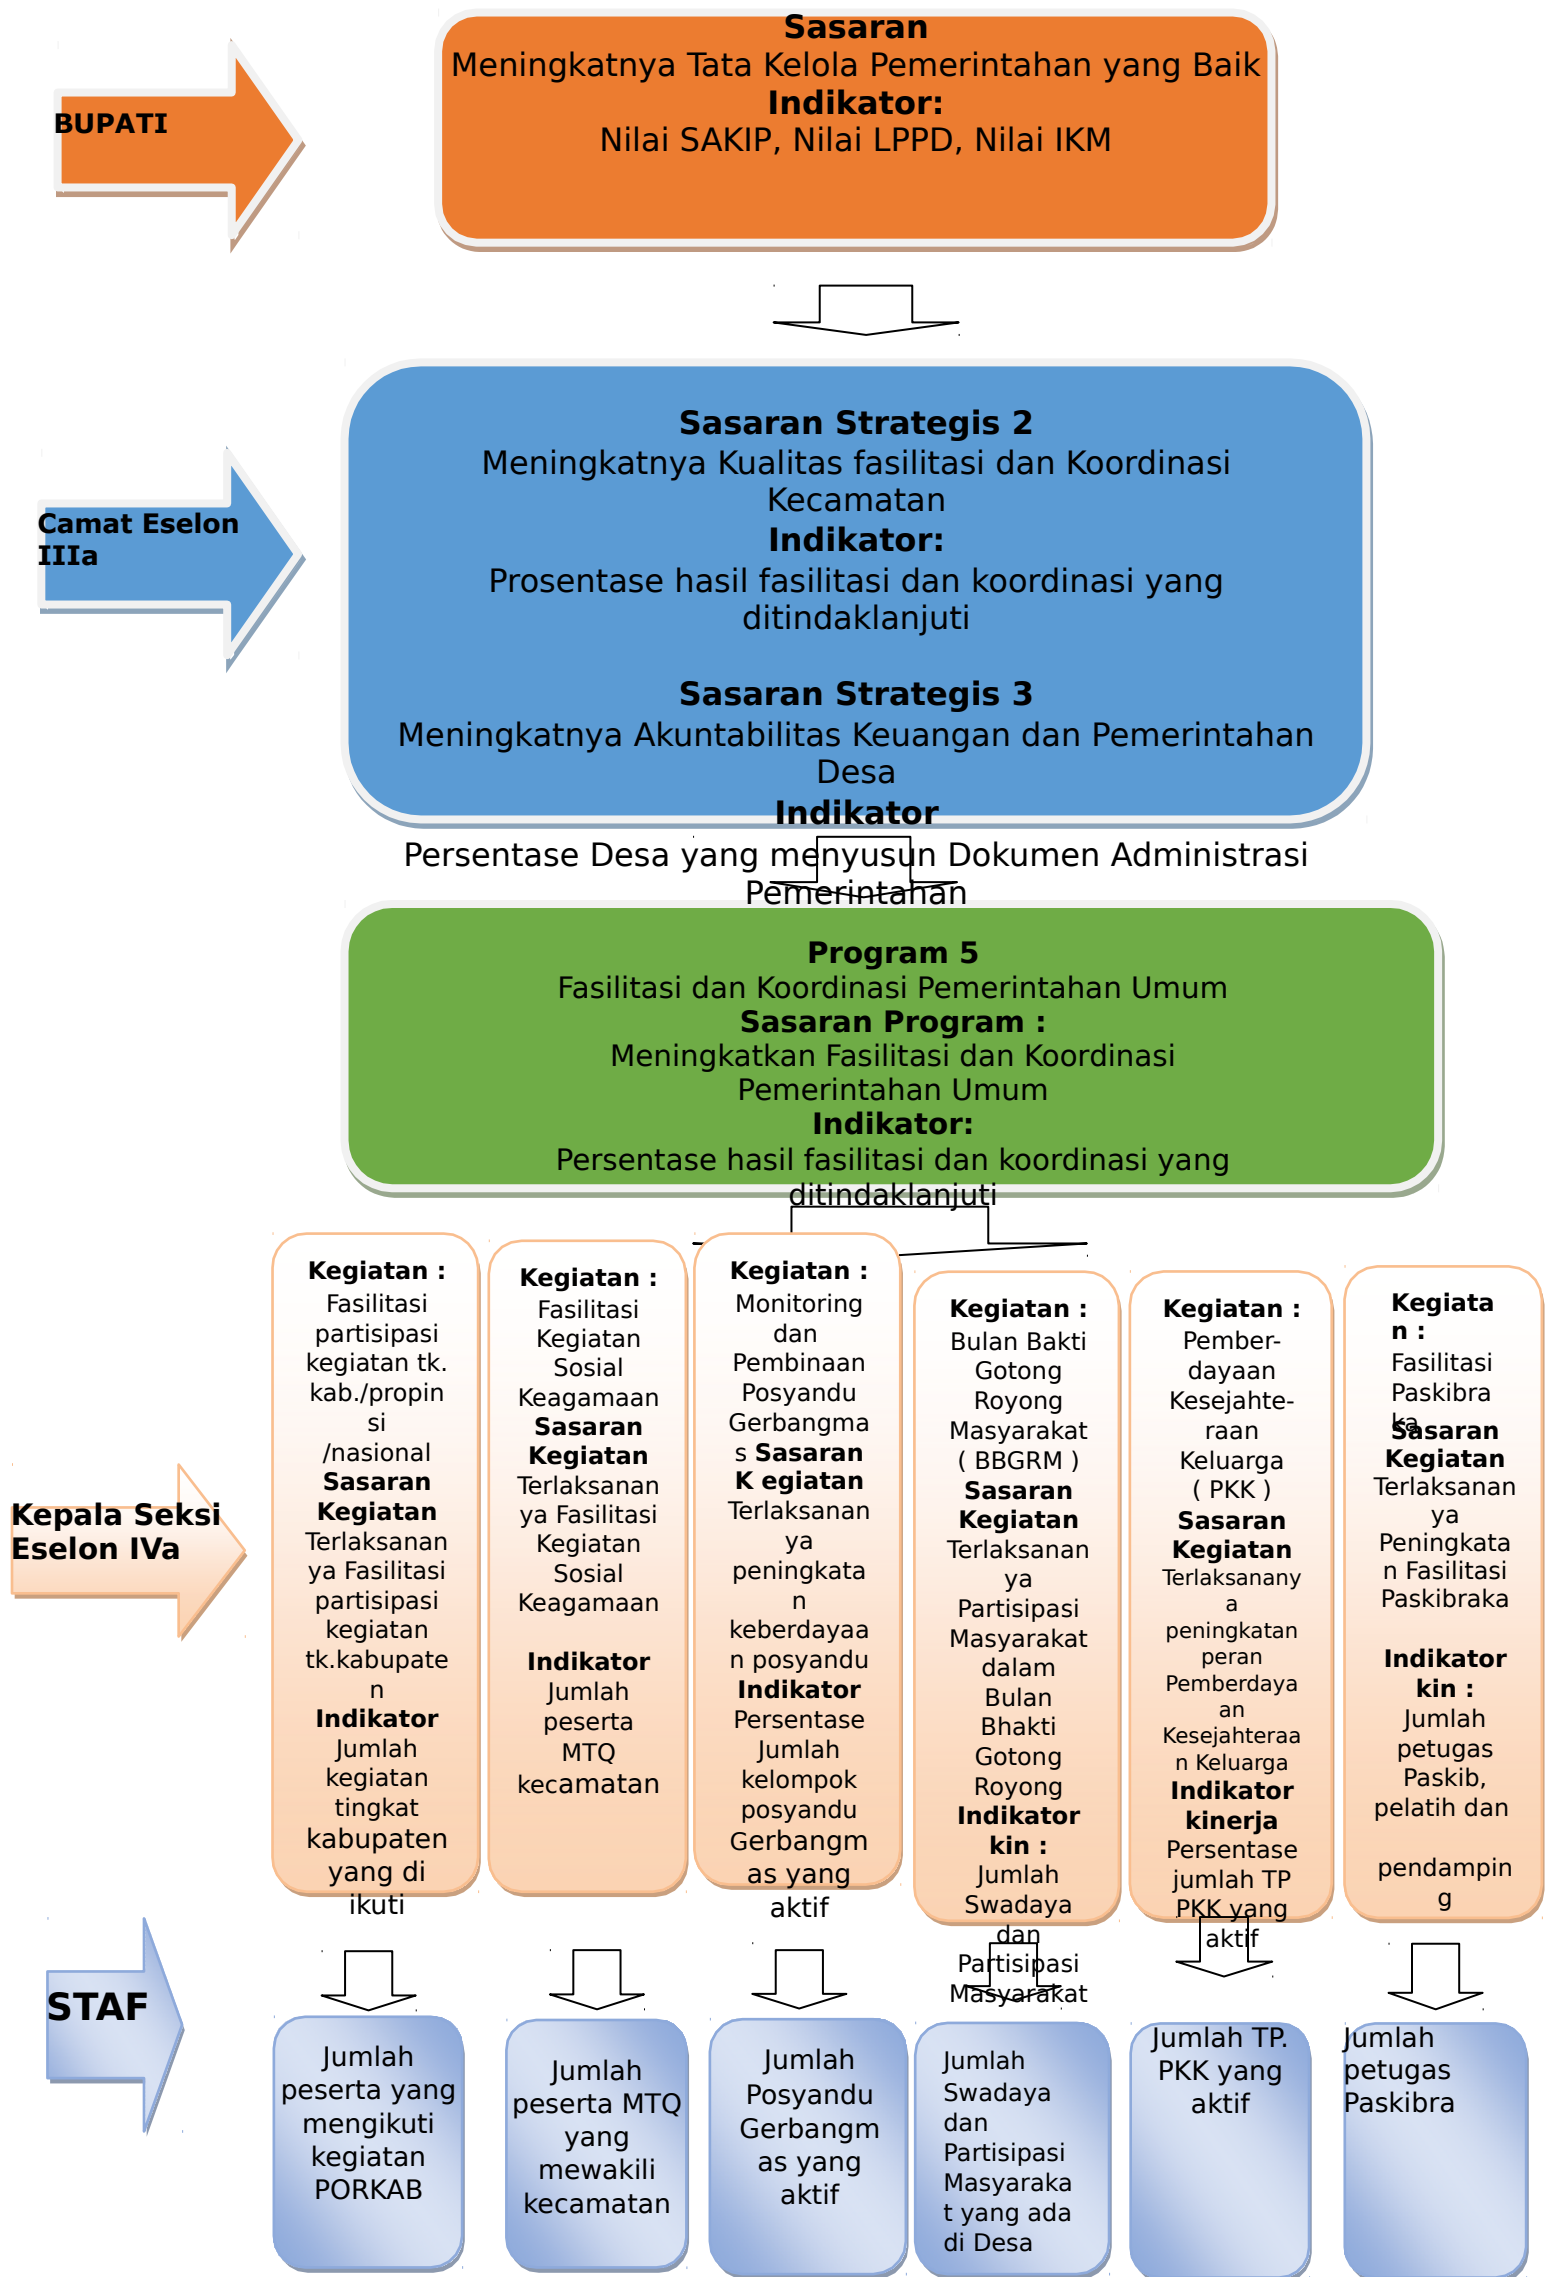 BUPATI
Sasaran
Meningkatnya Tata Kelola Pemerintahan yang Baik
Indikator:
Nilai SAKIP, Nilai LPPD, Nilai IKM
Camat Eselon
IIIa
Sasaran Strategis 2
Meningkatnya Kualitas fasilitasi dan Koordinasi
Kecamatan
Indikator:
Prosentase hasil fasilitasi dan koordinasi yang
ditindaklanjuti
Sasaran Strategis 3
Meningkatnya Akuntabilitas Keuangan dan Pemerintahan
Desa
Indikator
Persentase Desa yang menyusun Dokumen Administrasi
Pemerintahan
Program 5
Fasilitasi dan Koordinasi Pemerintahan Umum
Sasaran Program :
Meningkatkan Fasilitasi dan Koordinasi
Pemerintahan Umum
Indikator:
Persentase hasil fasilitasi dan koordinasi yang
ditindaklanjuti
Kepala Seksi
Eselon IVa
Kegiatan :
Fasilitasi
partisipasi
kegiatan tk.
kab./propin
si
/nasional
Sasaran
Kegiatan
Terlaksanan
ya Fasilitasi
partisipasi
kegiatan
tk.kabupate
n
Indikator
Jumlah
kegiatan
tingkat
kabupaten
yang di
ikuti
Kegiatan :
Fasilitasi
Kegiatan
Sosial
Keagamaan
Sasaran
Kegiatan
Terlaksanan
ya Fasilitasi
Kegiatan
Sosial
Keagamaan
Indikator
Jumlah
peserta
MTQ
kecamatan
Kegiatan :
Monitoring
dan
Pembinaan
Posyandu
Gerbangma
s Sasaran
K egiatan
Terlaksanan
ya
peningkata
n
keberdayaa
n posyandu
Indikator
Persentase
Jumlah
kelompok
posyandu
Gerbangm
as yang
aktif
Kegiatan :
Bulan Bakti
Gotong
Royong
Masyarakat
( BBGRM )
Sasaran
Kegiatan
Terlaksanan
ya
Partisipasi
Masyarakat
dalam
Bulan
Bhakti
Gotong
Royong
Indikator
kin :
Jumlah
Swadaya
dan
Partisipasi
Masyarakat
Kegiatan :
Pember-
dayaan
Kesejahte-
raan
Keluarga
( PKK )
Sasaran
Kegiatan
Terlaksanany
a
peningkatan
peran
Pemberdaya
an
Kesejahteraa
n Keluarga
Indikator
kinerja
Persentase
jumlah TP
PKK yang
aktif
Kegiata
n :
Fasilitasi
Paskibra
ka
Sasaran
Kegiatan
Terlaksanan
ya
Peningkata
n Fasilitasi
Paskibraka
Indikator
kin :
Jumlah
petugas
Paskib,
pelatih dan
pendampin
g
STAF
Jumlah
peserta yang
mengikuti
kegiatan
PORKAB
Jumlah
peserta MTQ
yang
mewakili
kecamatan
Jumlah
Posyandu
Gerbangm
as yang
aktif
Jumlah
Swadaya
dan
Partisipasi
Masyaraka
t yang ada
di Desa
Jumlah TP.
PKK yang
aktif
Jumlah
petugas
Paskibra